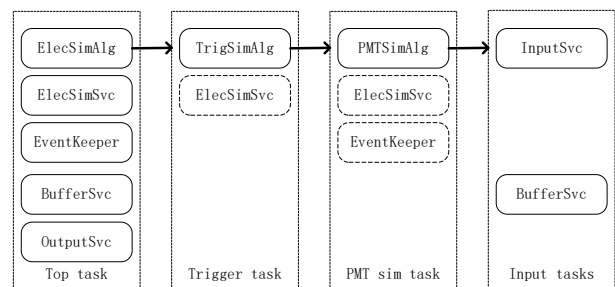 ElecSimAlg TrigSimAlg PMTSimAlg InputSvc
ElecSimSvc ElecSimSvc ElecSimSvc
EventKeeper EventKeeper
BufferSvc BufferSvc
OutputSvc
Top task Trigger task PMT sim task Input tasks